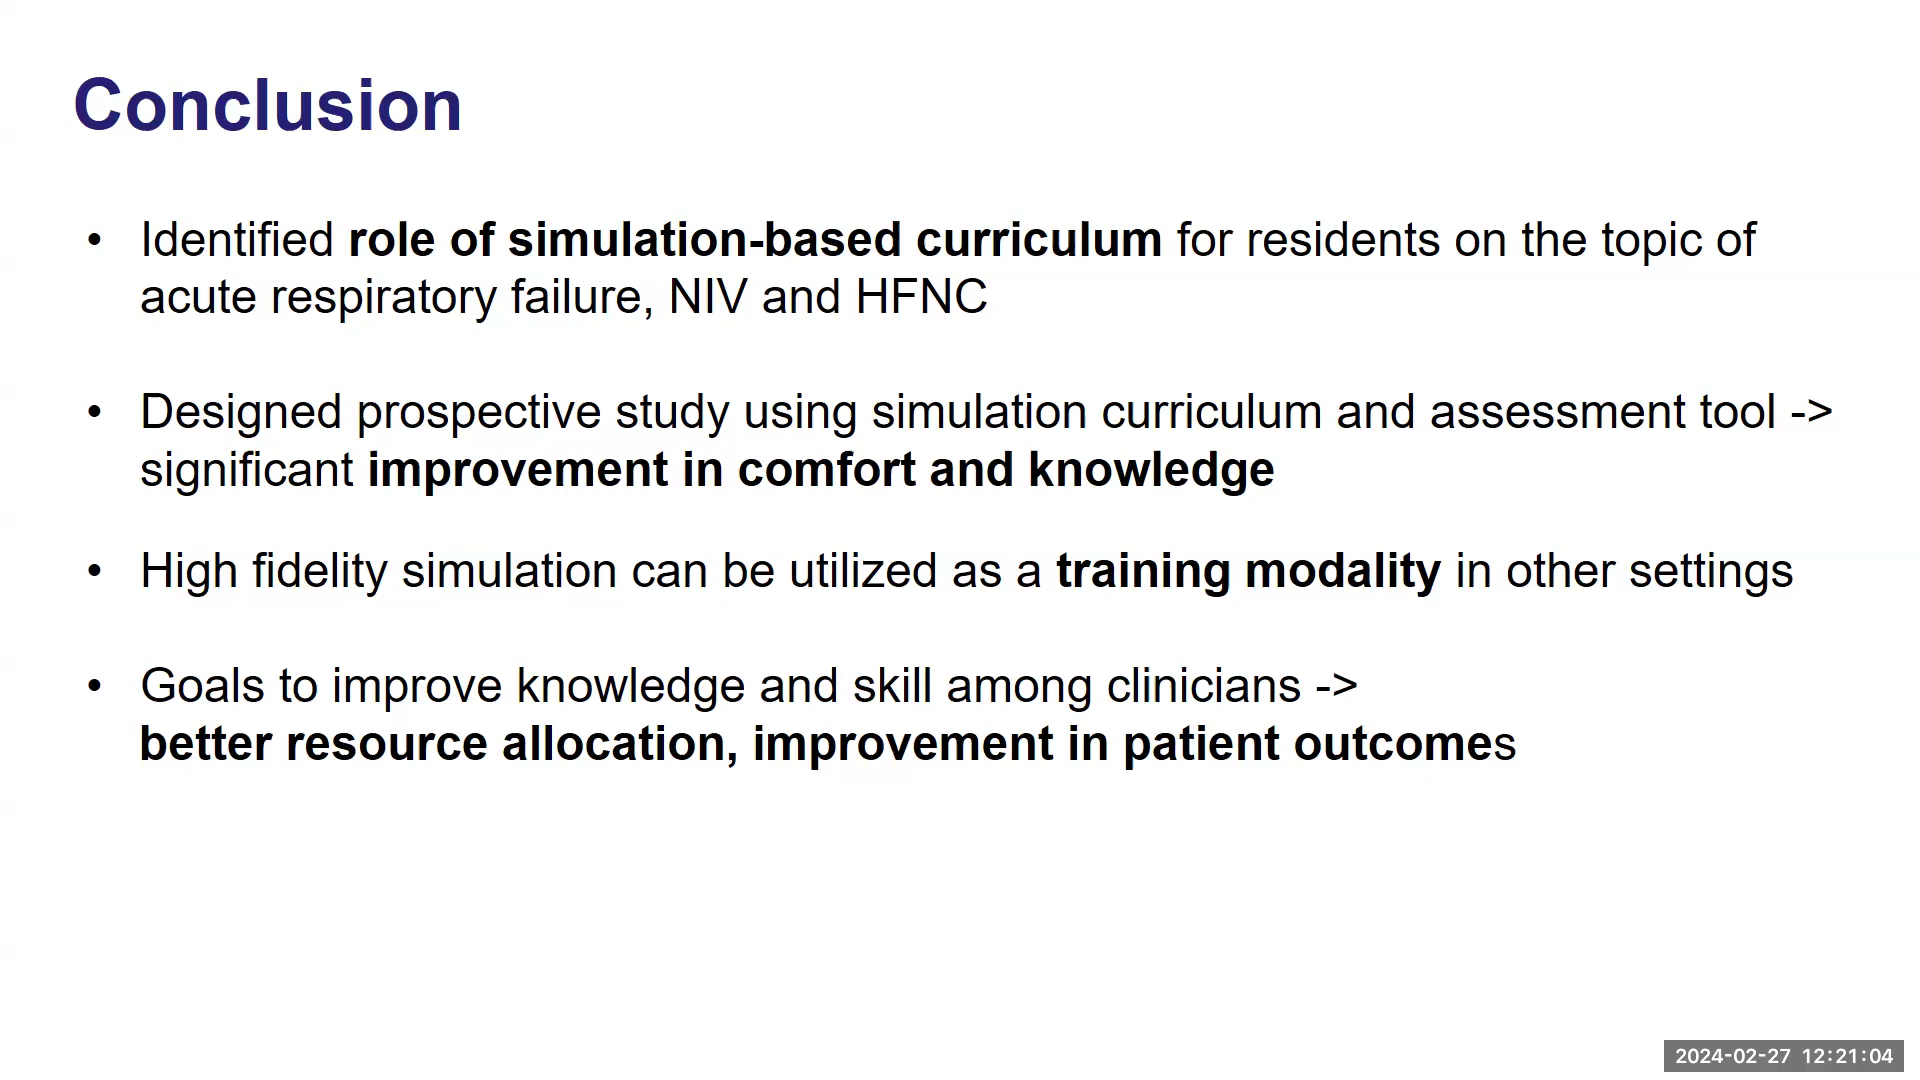 Conclusion
• Identified role of simulation-based curriculum for residents on the topic of
acute respiratory failure, NIV and HFNC
• Designed prospective study using simulation curriculum and assessment tool ->
significant improvement in comfort and knowledge
• High fidelity simulation can be utilized as a training modality in other settings
• Goals to improve knowledge and skill among clinicians ->
better resource allocation, improvement in patient outcomes
2024-02-27 12:21:04